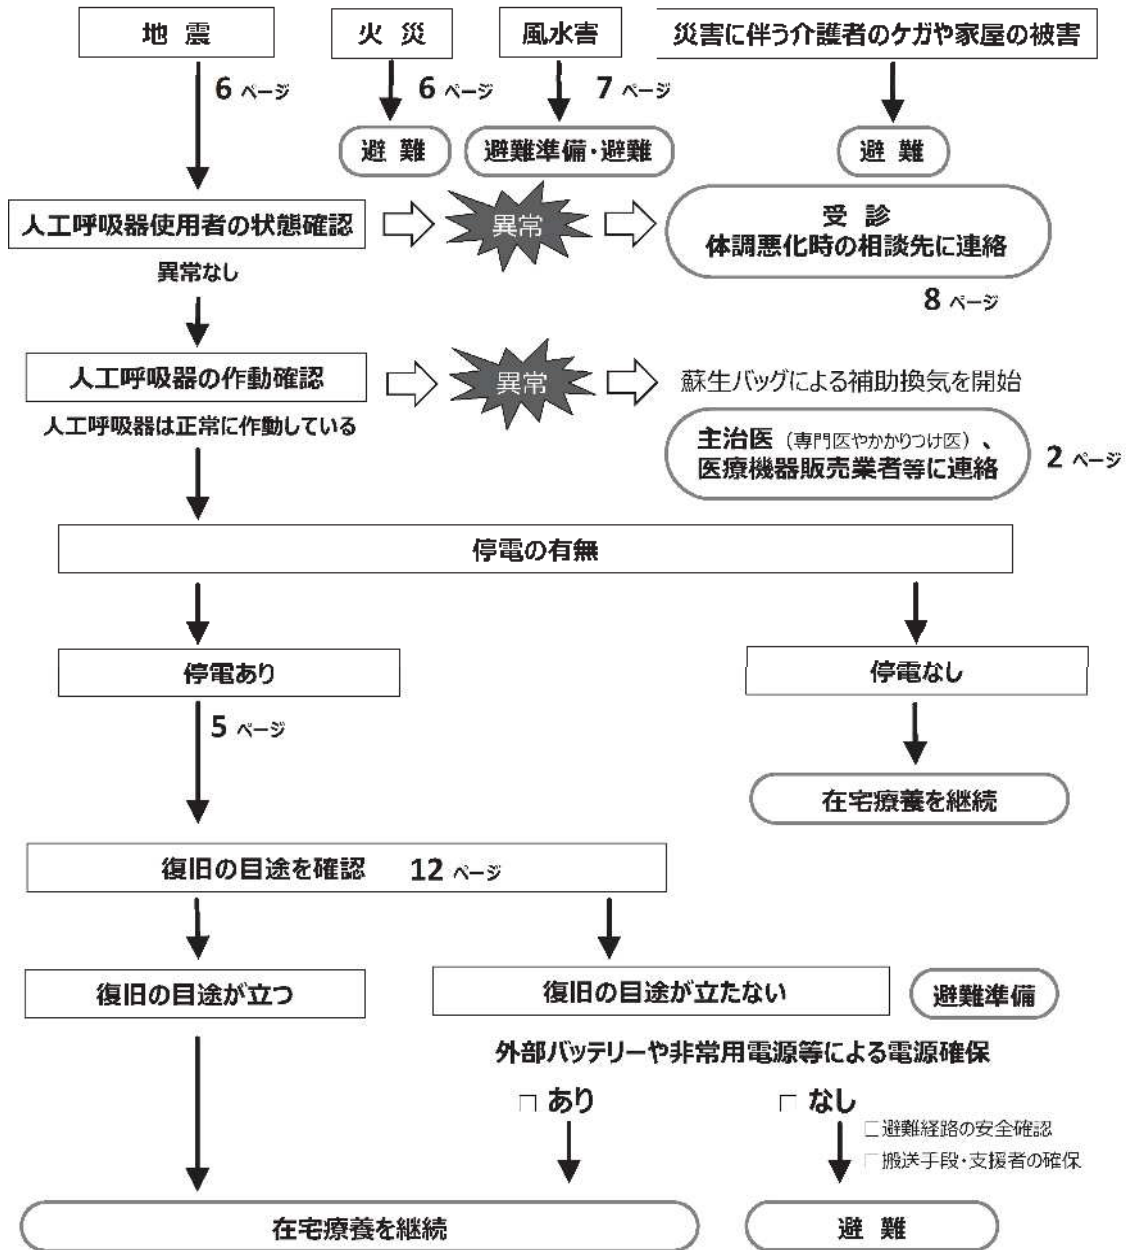 地 震
火 災
風水害
災害に伴う介護者のケガや家屋の被害
6 ページ
6 ページ
7 ページ
避 難
避難準備・避難
避 難
人工呼吸器使用者の状態確認
異常
受 診
体調悪化時の相談先に連絡
異常なし
8 ページ
人工呼吸器の作動確認
異常
蘇生バッグによる補助換気を開始
人工呼吸器は正常に作動している
主治医（専門医やかかりつけ医）、
医療機器販売業者等に連絡
2 ページ
停電の有無
停電あり
停電なし
5 ページ
在宅療養を継続
復旧の目途を確認 12 ページ
復旧の目途が立つ
復旧の目途が立たない
避難準備
外部バッテリーや非常用電源等による電源確保
□ あり
□ なし
□避難経路の安全確認
□搬送手段・支援者の確保
在宅療養を継続
避 難